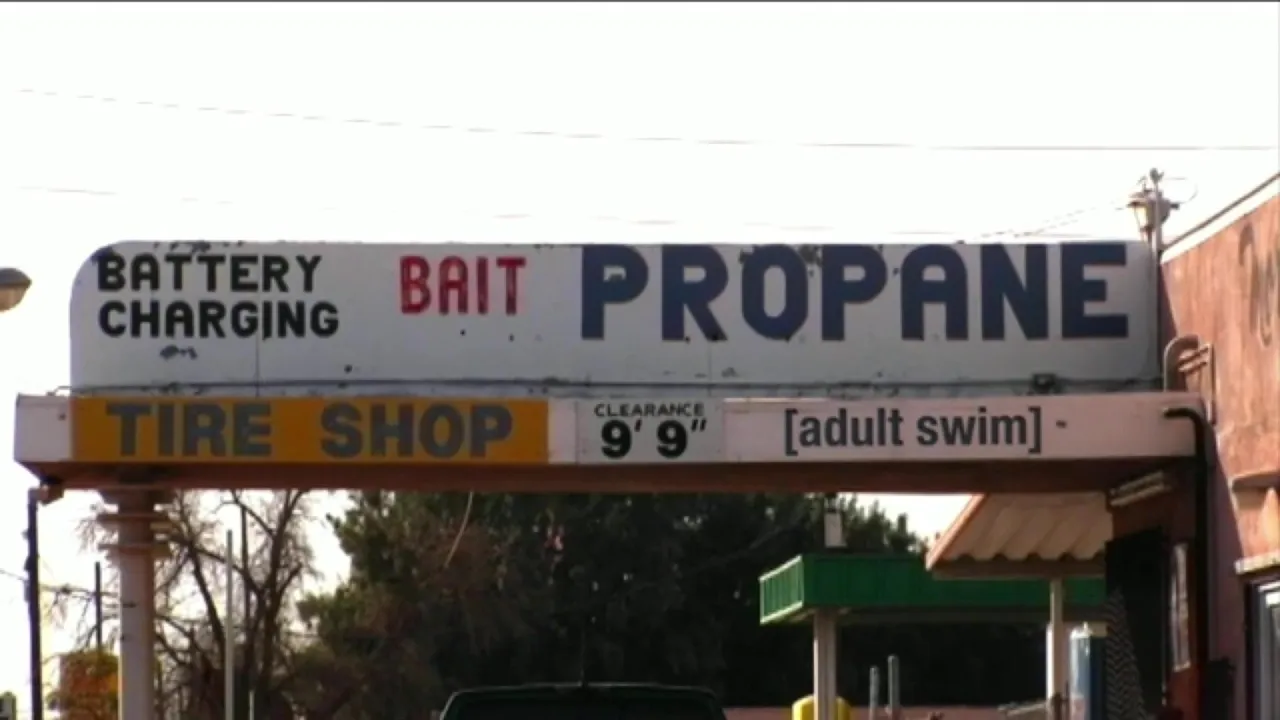 BATTERY
CHARGING
BAIT
PROPANE
TIRE SHOP
CLEARANCE
9' 9"
[adult swim]